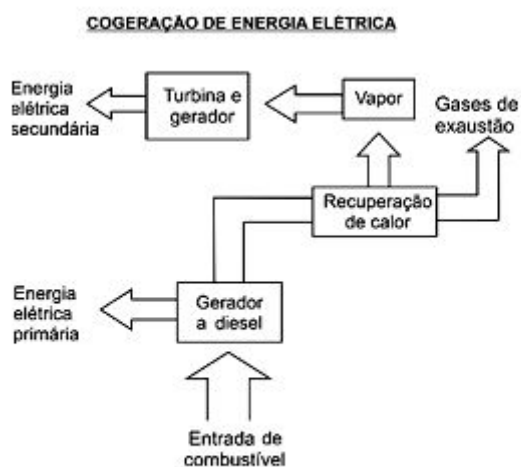 COGERAÇÃO DE ENERGIA ELÉTRICA
Energia
elétrica
secundária
Turbina e
gerador
Vapor
Gases de
exaustão
Recuperação
de calor
Energia
elétrica
primária
Gerador
a diesel
Entrada de
combustível